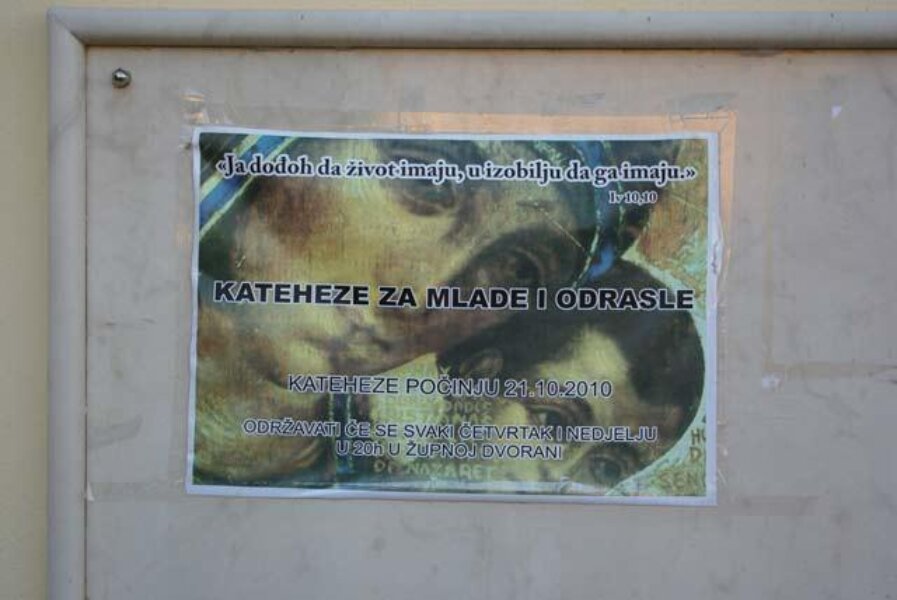 «Ja dođoh da život imaju, u izobilju da ga imaju.»
Iv 10,10
KATEHEZE ZA MLADE I ODRASLE
KATEHEZE POČINJU 21.10.2010
ODRŽAVATI ĆE SE SVAKI ČETVRTAK I NEDJELJU
U 20h U ŽUPNOJ DVORANI
NAZARET